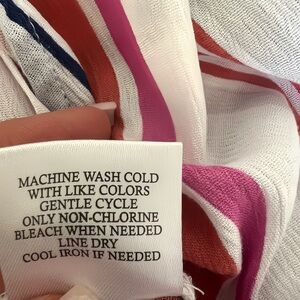 MACHINE WASH COLD
WITH LIKE COLORS
GENTLE CYCLE
ONLY NON-CHLORINE
BLEACH WHEN NEEDED
LINE DRY
COOL IRON IF NEEDED